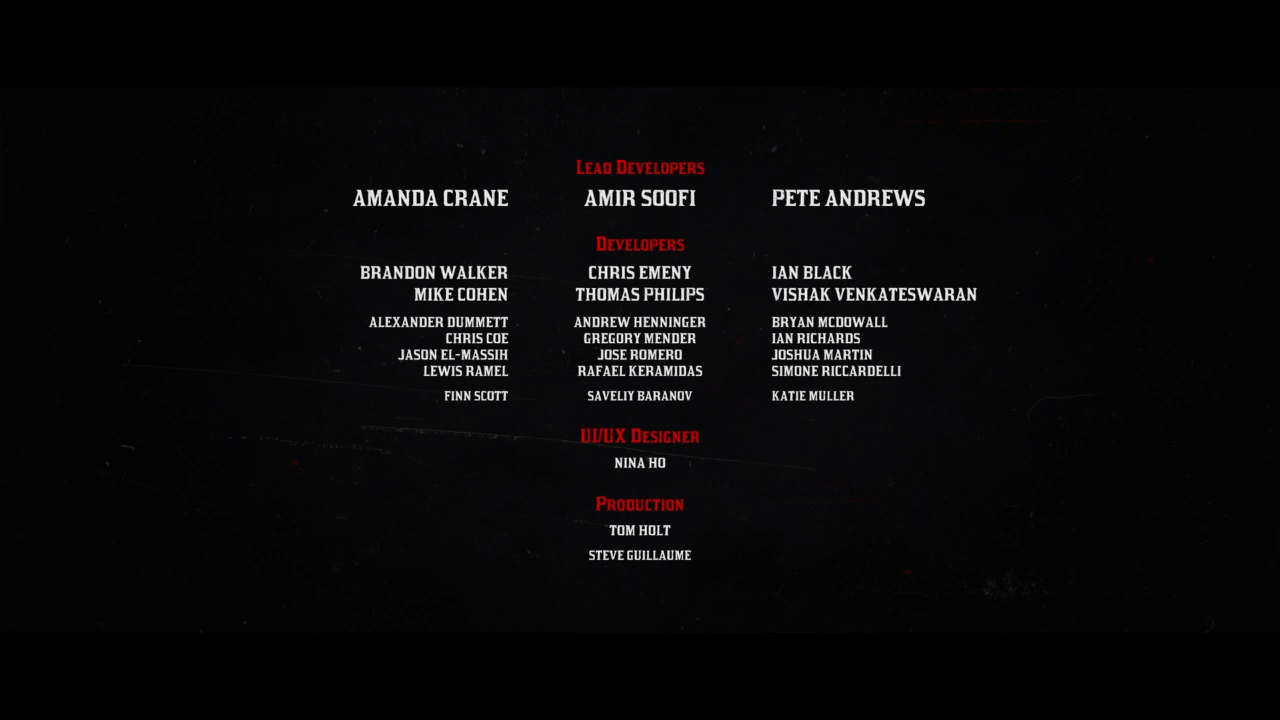 Lead Developers
AMANDA CRANE AMIR SOOFI PETE ANDREWS
Developers
BRANDON WALKER CHRIS EMENY IAN BLACK
MIKE COHEN THOMAS PHILIPS VISHAK VENKATESWARAN
ALEXANDER DUMMETT ANDREW HENNINGER BRYAN MCDOWALL
CHRIS COE GREGORY MENDER IAN RICHARDS
JASON EL-MASSIH JOSE ROMERO JOSHUA MARTIN
LEWIS RAMEL RAFAEL KERAMIDAS SIMONE RICCARDELLI
FINN SCOTT SAVELIY BARANOV KATIE MULLER
UI/UX Designer
NINA HO
Production
TOM HOLT
STEVE GUILLAUME